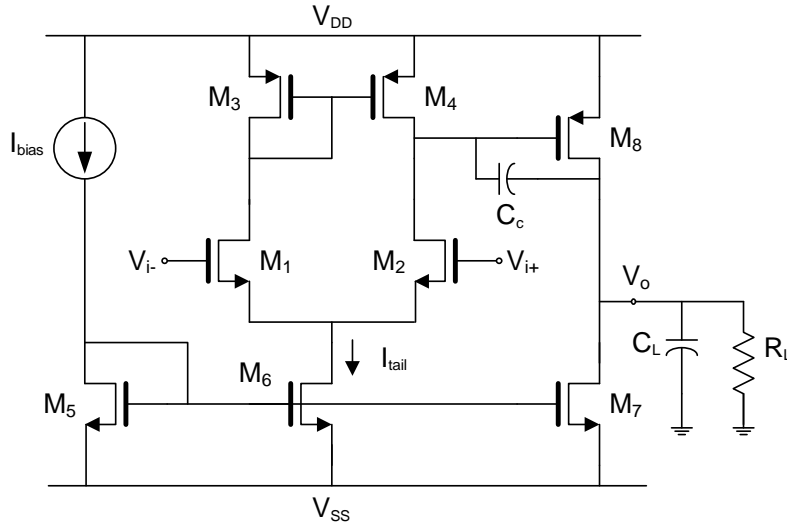 V_DD
M_3
M_4
M_8
I_bias
C_c
V_i-
M_1
M_2
V_i+
V_o
I_tail
C_L
R_L
M_5
M_6
M_7
V_SS